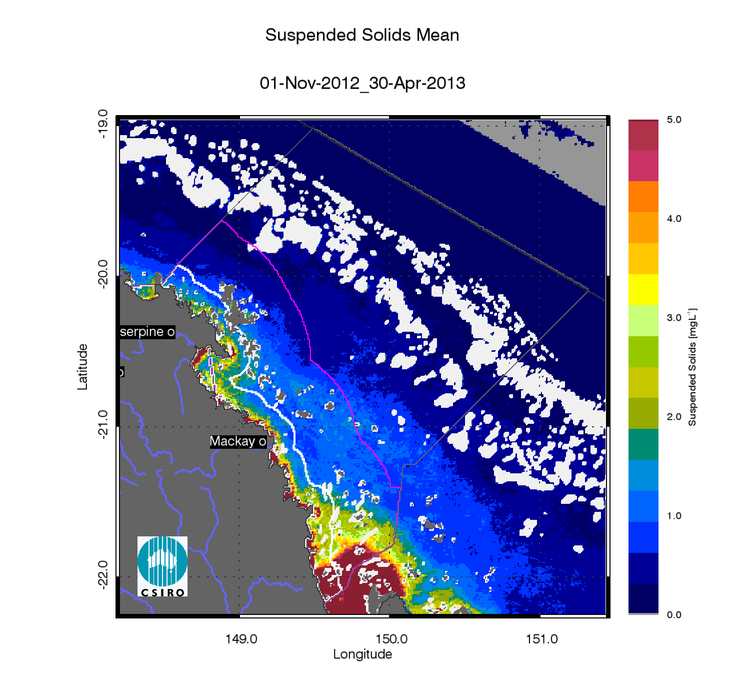 Suspended Solids Mean
01-Nov-2012_30-Apr-2013
-19.0
-20.0
-21.0
-22.0
Latitude
serpine o
Mackay o
CSIRO
149.0
150.0
151.0
Longitude
5.0
4.0
3.0
2.0
1.0
0.0
Suspended Solids [mgL⁻¹]